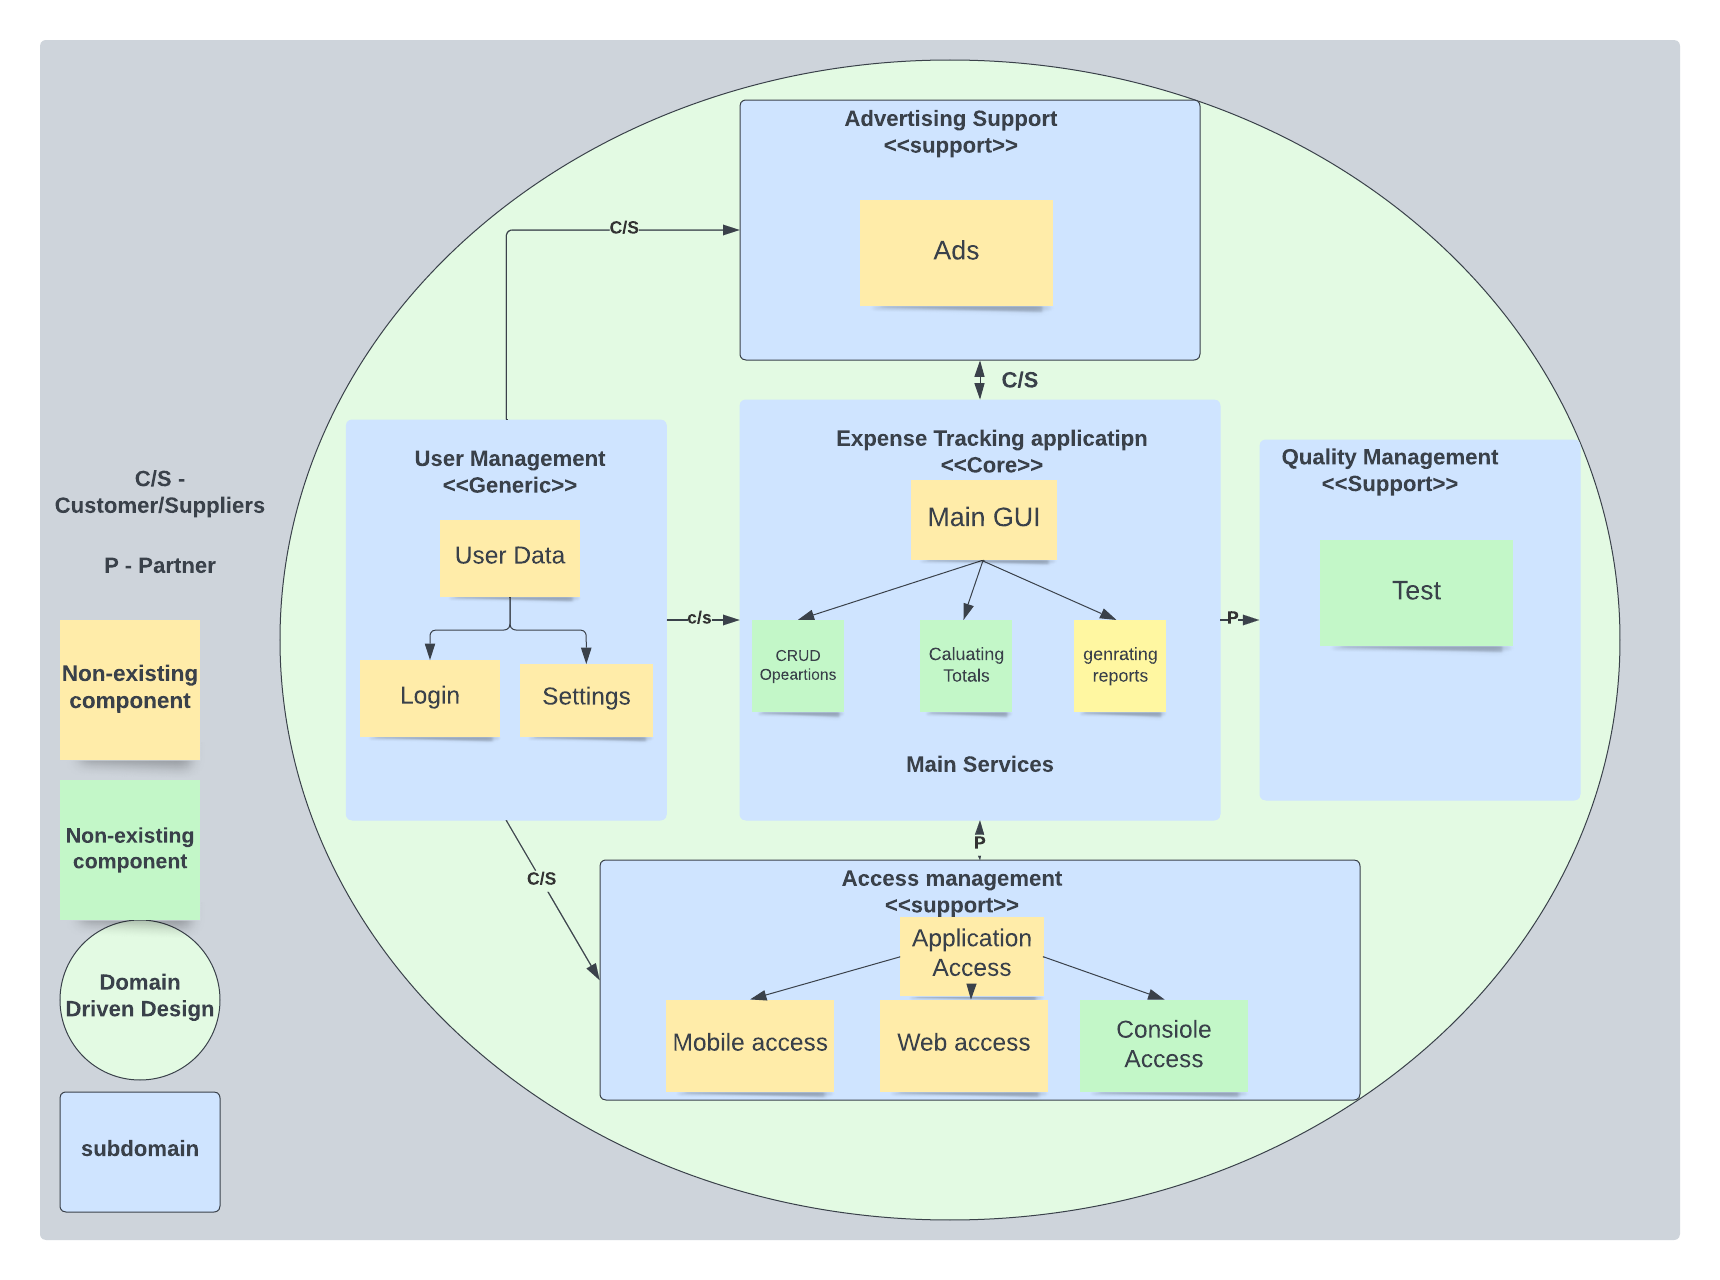 Advertising Support
<<support>>
Ads
C/S
C/S
User Management
<<Generic>>
User Data
Login
Settings
c/s
Expense Tracking applicatipn
<<Core>>
Main GUI
CRUD
Opeartions
Caluating
Totals
genrating
reports
Main Services
P
Quality Management
<<Support>>
Test
P
C/S
Access management
<<support>>
Application
Access
Mobile access
Web access
Consiole
Access
C/S -
Customer/Suppliers
P - Partner
Non-existing
component
Non-existing
component
Domain
Driven Design
subdomain